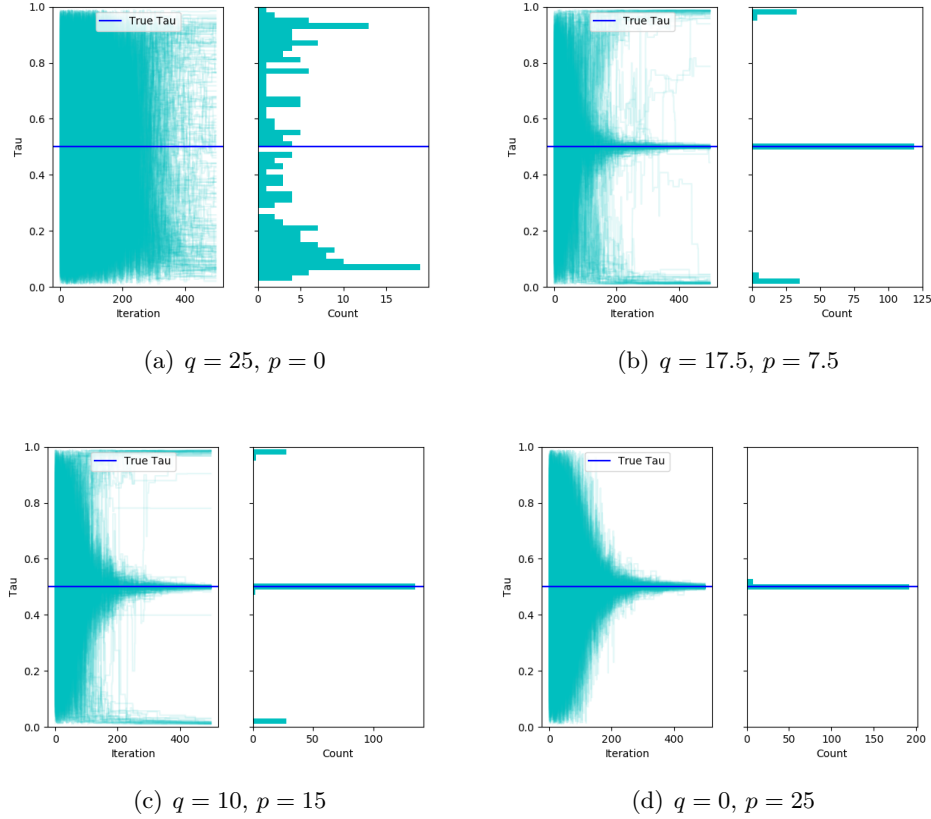 1.0
0.8
0.6
0.4
0.2
0.0
Tau
True Tau
0 200 400
Iteration
0 5 10 15
Count
(a) q = 25, p = 0
1.0
0.8
0.6
0.4
0.2
0.0
Tau
True Tau
0 200 400
Iteration
0 25 50 75 100 125
Count
(b) q = 17.5, p = 7.5
1.0
0.8
0.6
0.4
0.2
0.0
Tau
True Tau
0 200 400
Iteration
0 50 100
Count
(c) q = 10, p = 15
1.0
0.8
0.6
0.4
0.2
0.0
Tau
True Tau
0 200 400
Iteration
0 50 100 150 200
Count
(d) q = 0, p = 25